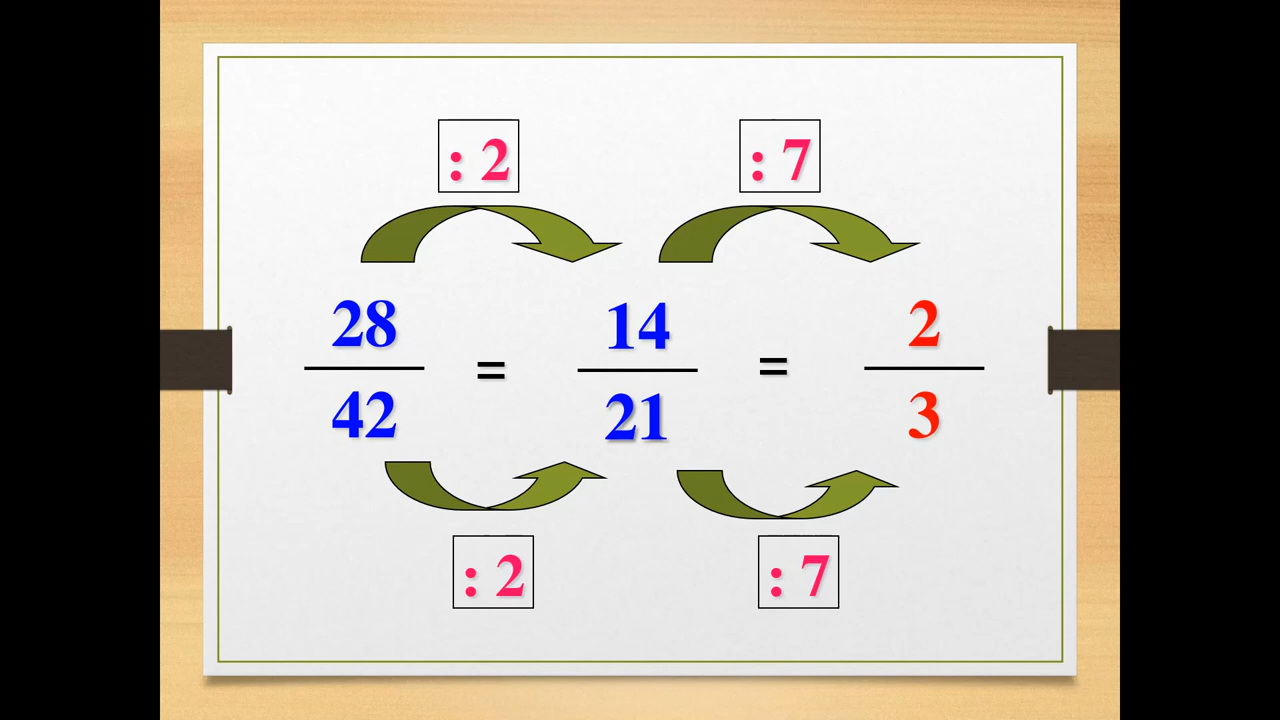 : 2 : 7
28 14 2
= =
42 21 3
: 2 : 7